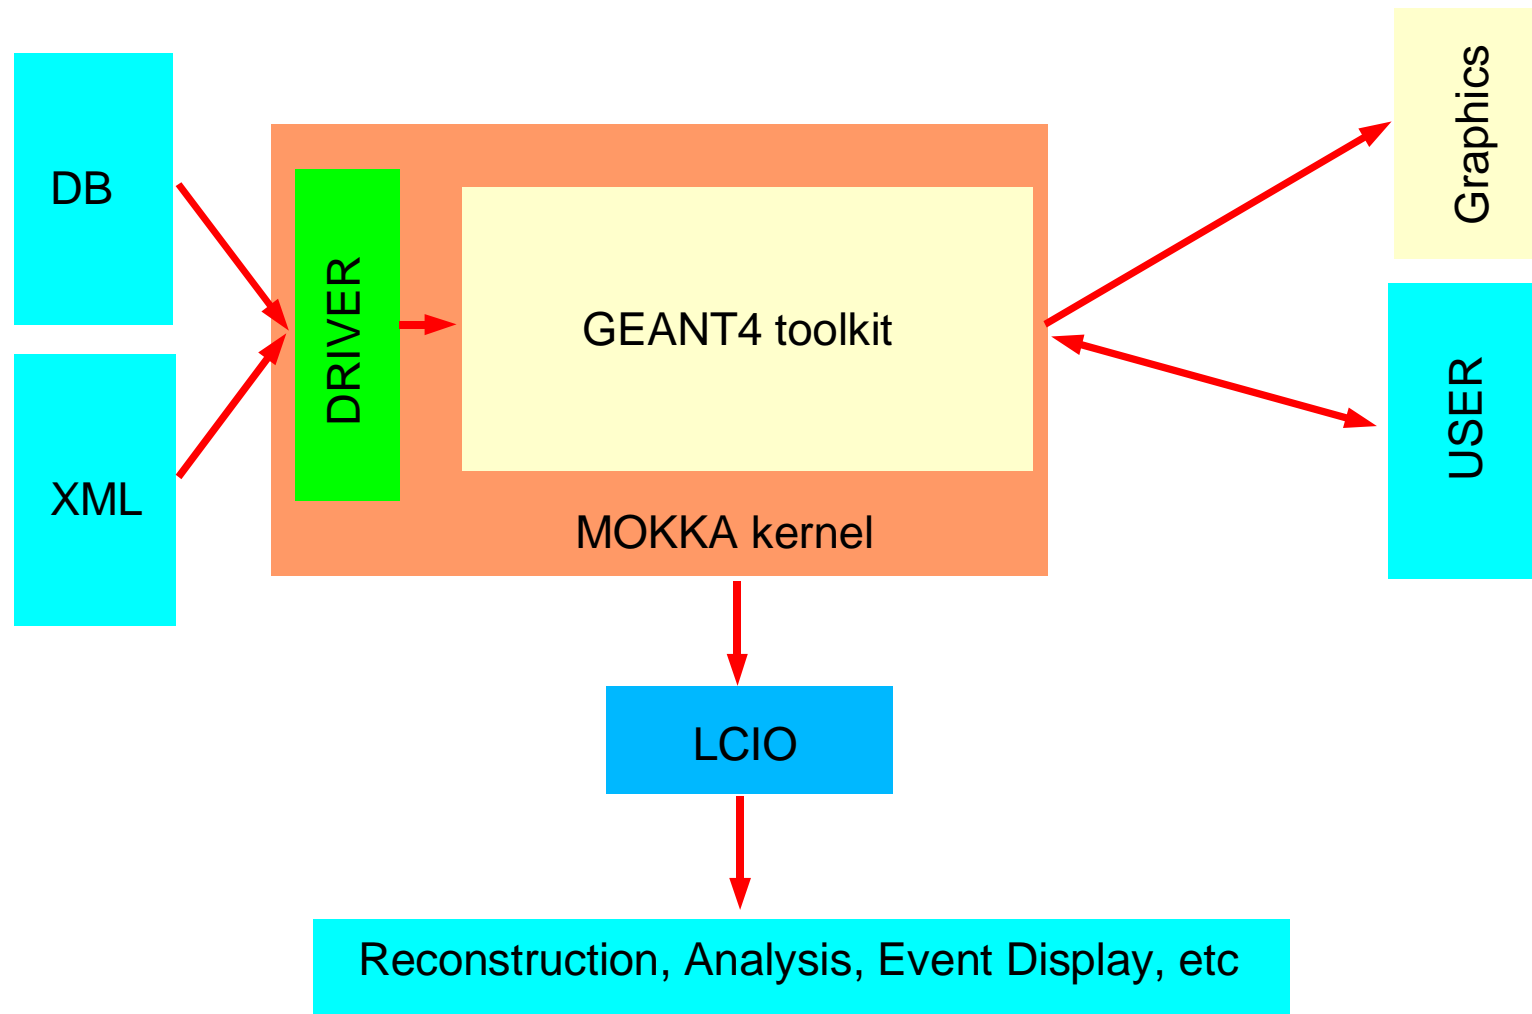 DB
XML
DRIVER
GEANT4 toolkit
MOKKA kernel
Graphics
USER
LCIO
Reconstruction, Analysis, Event Display, etc